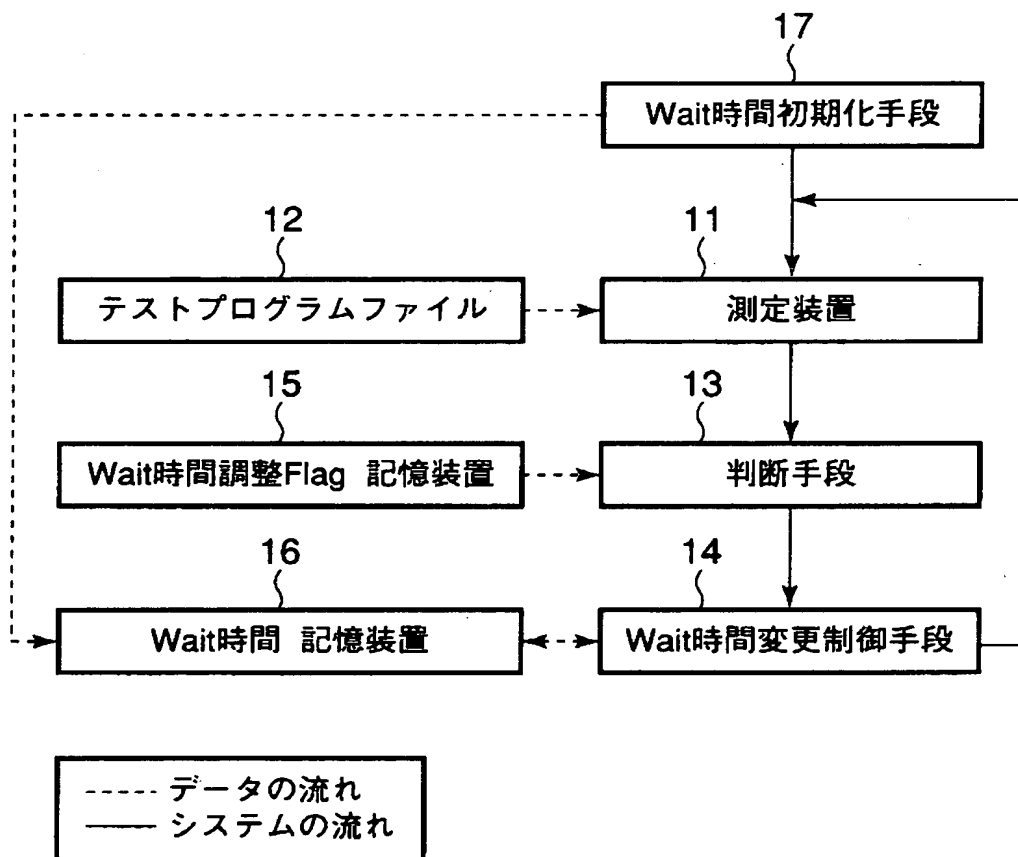 17
Wait時間初期化手段
12
11
テストプログラムファイル
測定装置
15
13
Wait時間調整Flag 記憶装置
判断手段
16
14
Wait時間 記憶装置
Wait時間変更制御手段
データの流れ
システムの流れ